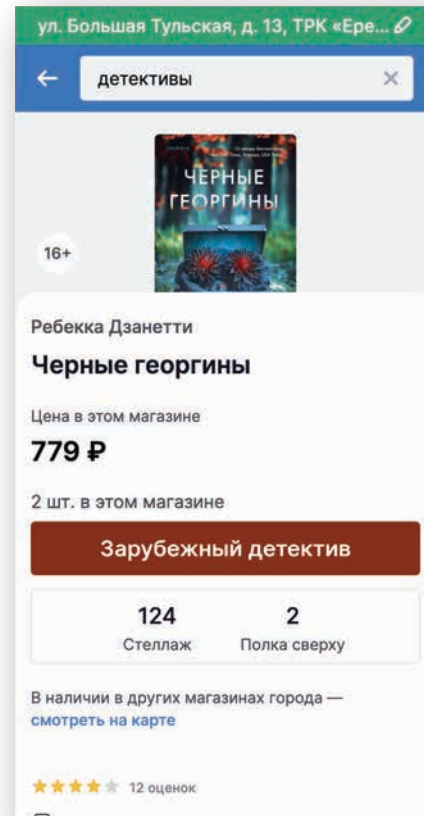 ул. Большая Тульская, д. 13, ТРК «Ере...
детективы
ЧЕРНЫЕ
ГЕОРГИНЫ
16+
Ребекка Дзанетти
Черные георгины
Цена в этом магазине
779 ₽
2 шт. в этом магазине
Зарубежный детектив
124 2
Стеллаж Полка сверху
В наличии в других магазинах города —
смотреть на карте
12 оценок